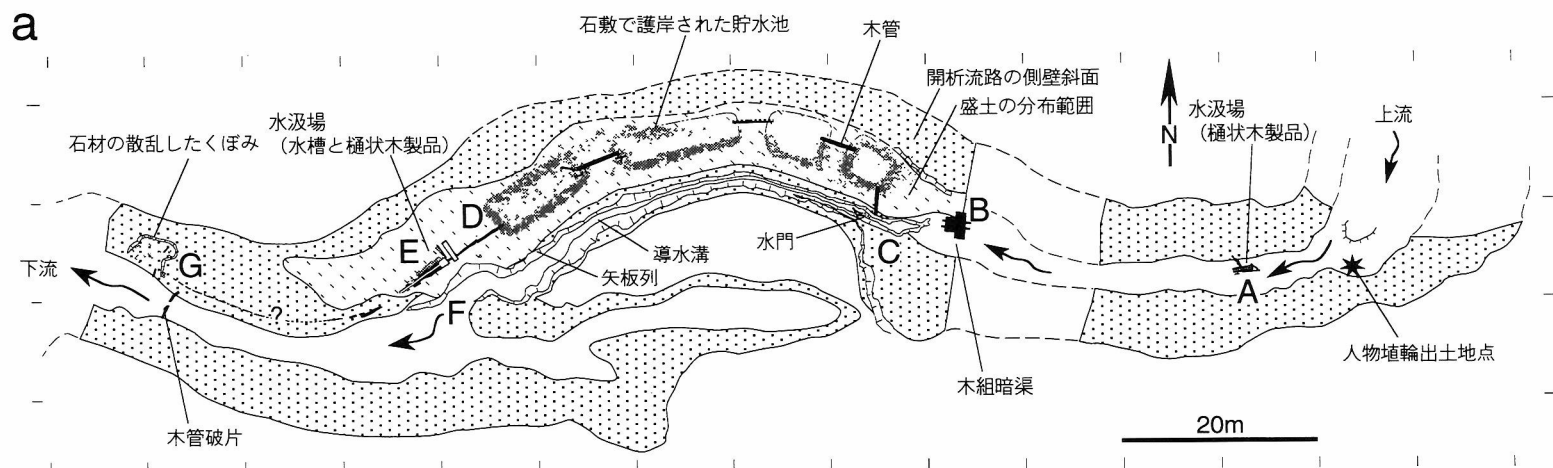 a
石敷で護岸された貯水池
木管
開析流路の側壁斜面
盛土の分布範囲
水汲場
(樋状木製品)
上流
N
水汲場
(水槽と樋状木製品)
石材の散乱したくぼみ
D
B
E
水門
C
G
導水溝
矢板列
下流
A
F
?
人物埴輪出土地点
木組暗渠
木管破片
20m